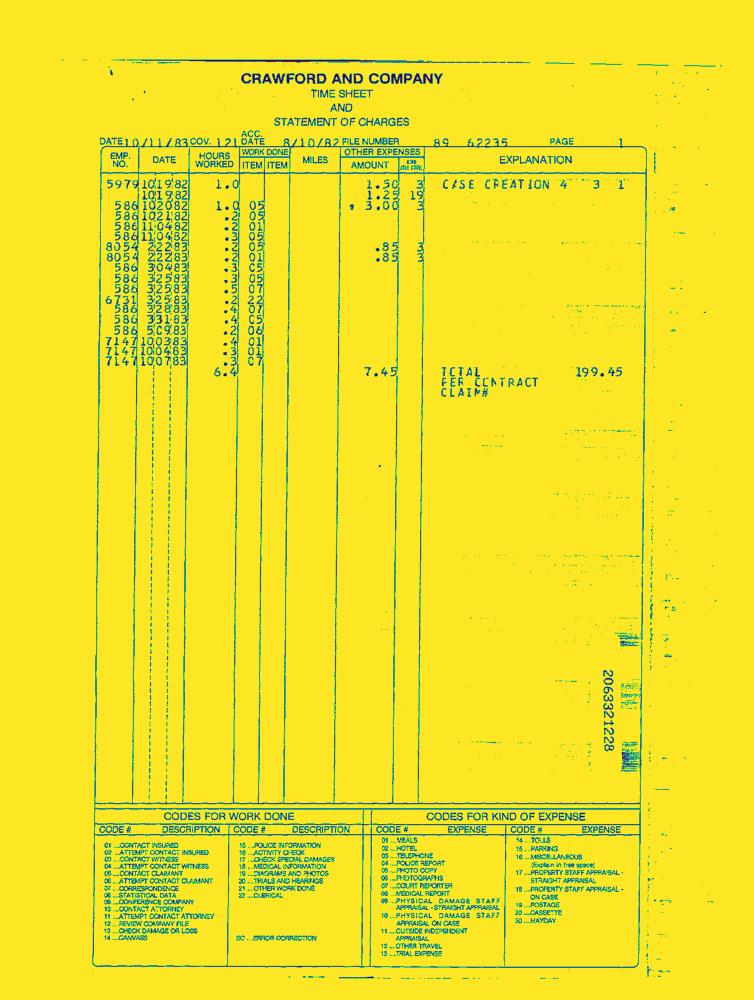 CRAWFORD AND COMPANY
TIME SHEET
AND
STATEMENT OF CHARGES
DATE 10/11/83 COV. 121 ACC. DATE 8/10/82 FILE NUMBER 89 62235 PAGE 1
EMP. NO. DATE HOURS WORKED WORK DONE ITEM ITEM MILES OTHER EXPENSES AMOUNT EXPLANATION
5979 101982 1.0 1.50 3 CASE CREATION 4 3 1
101982 1.25 19
586 102082 1.0 05 3.00 3
586 102182 .2 05
586 110482 .2 01
586 110482 .3 05
8054 22283 .2 05 .85 3
8054 22283 .2 01 .85 3
586 30483 .3 05
586 32583 .3 05
586 32583 .5 07
6731 32583 .2 22
586 32883 .4 07
586 33183 .4 05
586 50983 .2 06
7147 100383 .4 01
7147 100483 .3 01
7147 100783 .3 07
6.4 7.45 TOTAL 199.45
PER CONTRACT
CLAIM#
2063321228
CODES FOR WORK DONE
CODE # DESCRIPTION CODE # DESCRIPTION
01 ...CONTACT INSURED
02 ...ATTEMPT CONTACT INSURED
03 ...CONTACT WITNESS
04 ...ATTEMPT CONTACT WITNESS
05 ...CONTACT CLAIMANT
06 ...ATTEMPT CONTACT CLAIMANT
07 ...CORRESPONDENCE
08 ...STATISTICAL DATA
09 ...CONFERENCE COMPANY
10 ...CONTACT ATTORNEY
11 ...ATTEMPT CONTACT ATTORNEY
12 ...REVIEW COMPANY FILE
13 ...CHECK DAMAGE OR LOSS
14 ...CANVASS
15 ...POLICE INFORMATION
16 ...ACTIVITY CHECK
17 ...CHECK SPECIAL DAMAGES
18 ...MEDICAL INFORMATION
19 ...DIAGRAMS AND PHOTOS
20 ...TRIALS AND HEARINGS
21 ...OTHER WORK DONE
22 ...CLERICAL
...ERROR CORRECTION
CODES FOR KIND OF EXPENSE
CODE # EXPENSE CODE # EXPENSE
01 ...MEALS
02 ...HOTEL
03 ...TELEPHONE
04 ...POLICE REPORT
05 ...PHOTO COPY
06 ...PHOTOGRAPHS
07 ...COURT REPORTER
08 ...MEDICAL REPORT
09 ...PHYSICAL DAMAGE STAFF
APPRAISAL - STRAIGHT APPRAISAL
10 ...PHYSICAL DAMAGE STAFF
APPRAISAL ON CASE
11 ...OUTSIDE INDEPENDENT
APPRAISAL
12 ...OTHER TRAVEL
13 ...TRIAL EXPENSE
14 ...TOLLS
15 ...PARKING
16 ...MISCELLANEOUS
(Explain in free space)
17 ...PROPERTY STAFF APPRAISAL -
STRAIGHT APPRAISAL
18 ...PROPERTY STAFF APPRAISAL -
ON CASE
19 ...POSTAGE
20 ...CASSETTE
50 ...MAYDAY